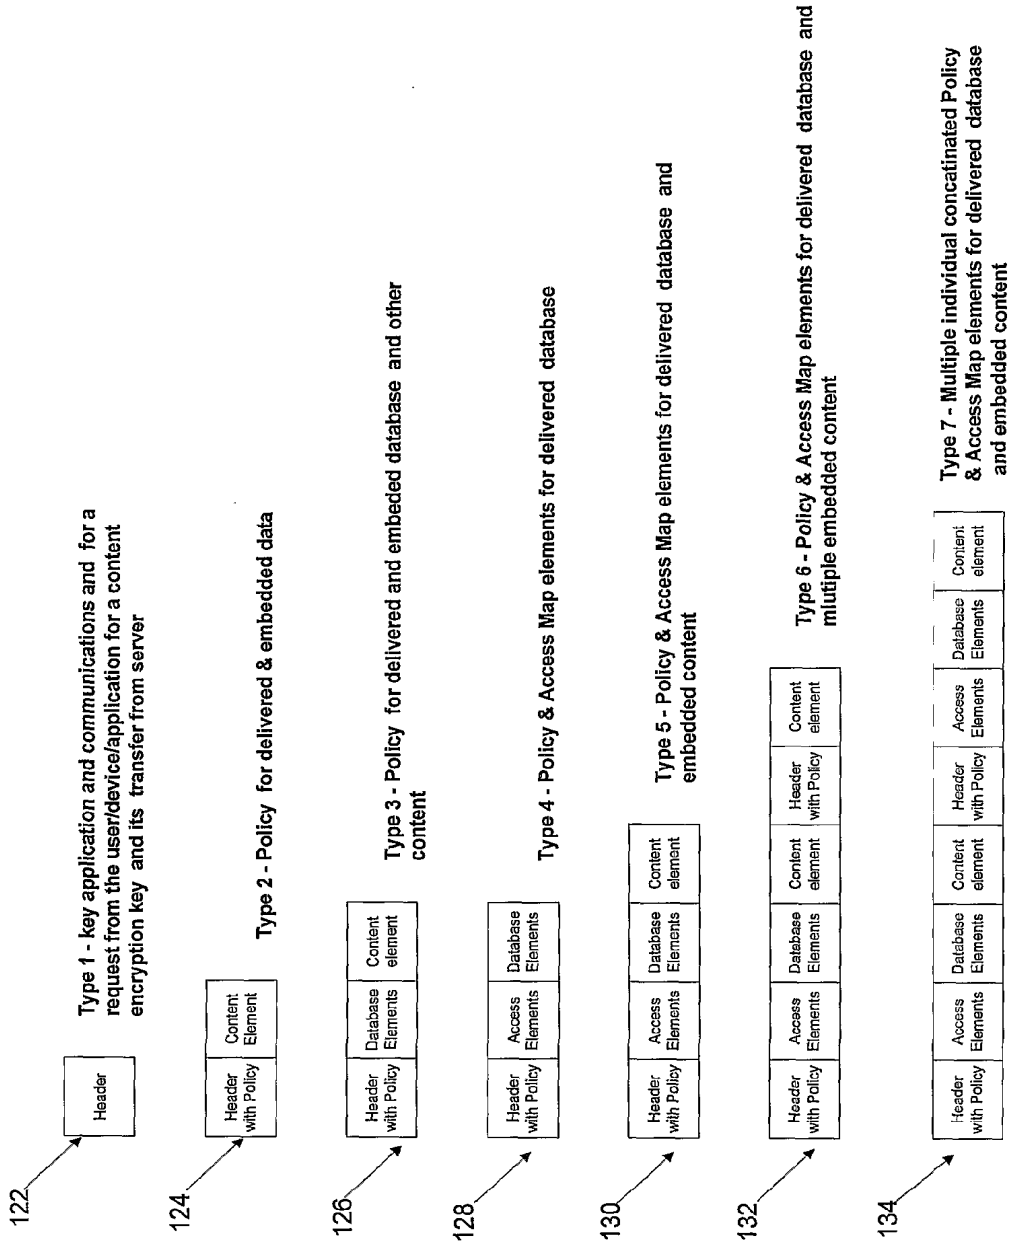 122
Header
Type 1 - key application and communications and for a
request from the user/device/application for a content
encryption key and its transfer from server
124
Header
with Policy
Content
Element
Type 2 - Policy for delivered & embedded data
126
Header
with Policy
Database
Elements
Content
element
Type 3 - Policy for delivered and embeded database and other
content
128
Header
with Policy
Access
Elements
Database
Elements
Type 4 - Policy & Access Map elements for delivered database
130
Header
with Policy
Access
Elements
Database
Elements
Content
element
Type 5 - Policy & Access Map elements for delivered database and
embedded content
132
Header
with Policy
Access
Elements
Database
Elements
Content
element
Header
with Policy
Content
element
Type 6 - Policy & Access Map elements for delivered database and
mlutiple embedded content
134
Header
with Policy
Access
Elements
Database
Elements
Content
element
Header
with Policy
Access
Elements
Database
Elements
Content
element
Type 7 - Multiple individual concatinated Policy
& Access Map elements for delivered database
and embedded content